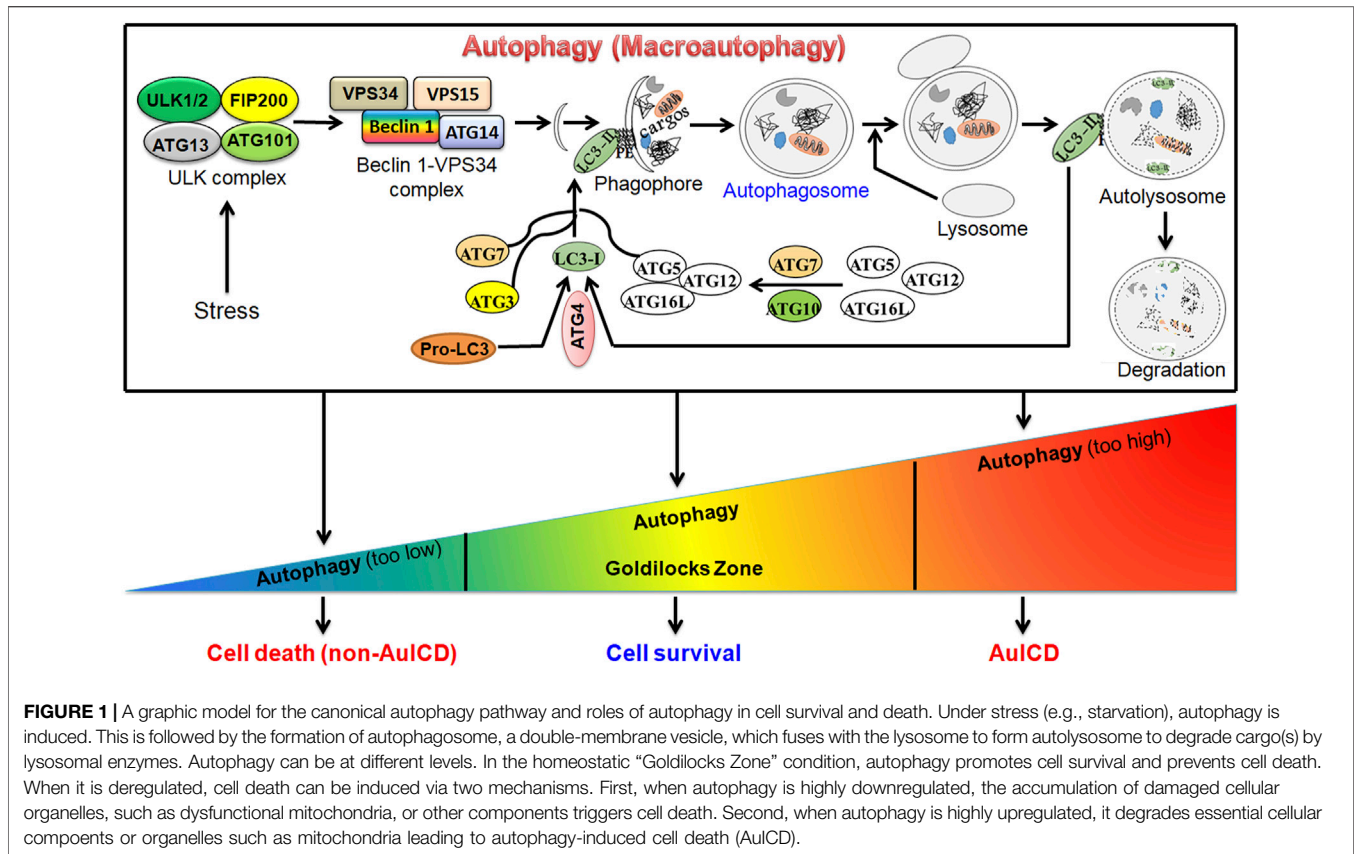 Autophagy (Macroautophagy)
ULK1/2
FIP200
ATG13
ATG101
ULK complex
Stress
VPS34
VPS15
Beclin 1
ATG14
Beclin 1-VPS34
complex
LC3-II
PE
cargos
Phagophore
Autophagosome
Lysosome
LC3-II
LC3-II
LC3-II
Autolysosome
Degradation
ATG7
ATG3
LC3-I
Pro-LC3
ATG4
ATG5
ATG12
ATG16L
ATG7
ATG10
ATG5
ATG12
ATG16L
Autophagy (too low)
Autophagy
Goldilocks Zone
Autophagy (too high)
Cell death (non-AuICD)
Cell survival
AuICD
FIGURE 1 | A graphic model for the canonical autophagy pathway and roles of autophagy in cell survival and death. Under stress (e.g., starvation), autophagy is
induced. This is followed by the formation of autophagosome, a double-membrane vesicle, which fuses with the lysosome to form autolysosome to degrade cargo(s) by
lysosomal enzymes. Autophagy can be at different levels. In the homeostatic “Goldilocks Zone” condition, autophagy promotes cell survival and prevents cell death.
When it is deregulated, cell death can be induced via two mechanisms. First, when autophagy is highly downregulated, the accumulation of damaged cellular
organelles, such as dysfunctional mitochondria, or other components triggers cell death. Second, when autophagy is highly upregulated, it degrades essential cellular
compoents or organelles such as mitochondria leading to autophagy-induced cell death (AuICD).